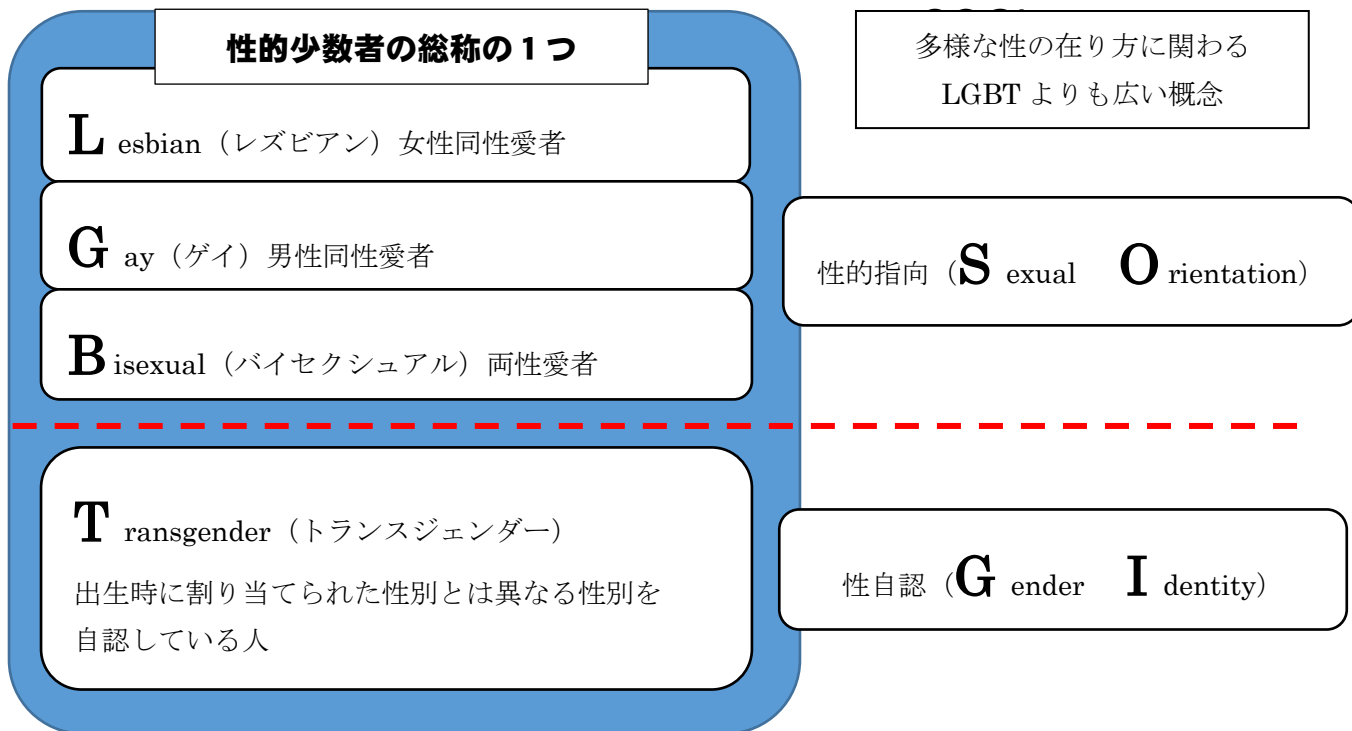 性的少数者の総称の１つ
Lesbian（レズビアン）女性同性愛者
Gay（ゲイ）男性同性愛者
Bisexual（バイセクシュアル）両性愛者
Transgender（トランスジェンダー）
出生時に割り当てられた性別とは異なる性別を
自認している人
多様な性の在り方に関わる
LGBT よりも広い概念
性的指向（Sexual Orientation）
性自認（Gender Identity）